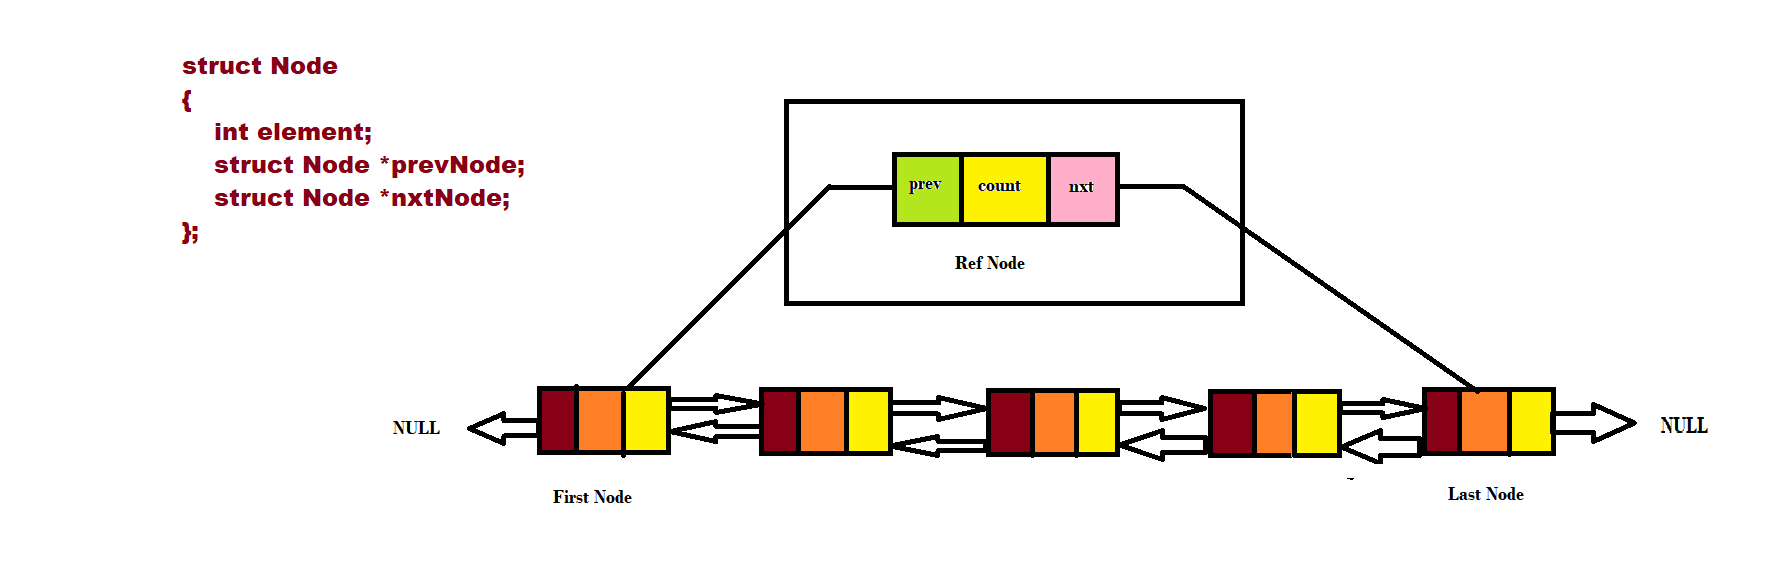 struct Node
{
int element;
struct Node *prevNode;
struct Node *nxtNode;
};
prev count nxt
Ref Node
NULL
NULL
First Node
Last Node